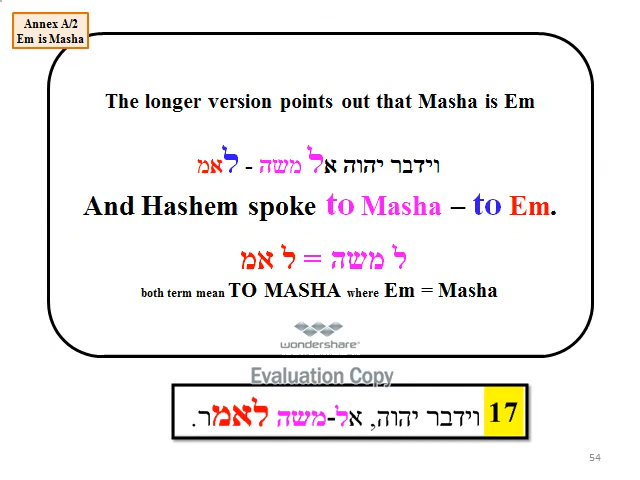 Annex A/2
Em is Masha
The longer version points out that Masha is Em
וידבר יהוה אל משה - לאמ
And Hashem spoke to Masha – to Em.
ל משה = ל אמ
both term mean TO MASHA where Em = Masha
wondershare
Evaluation Copy
17 וידבר יהוה, אל-משה לאמר.
54